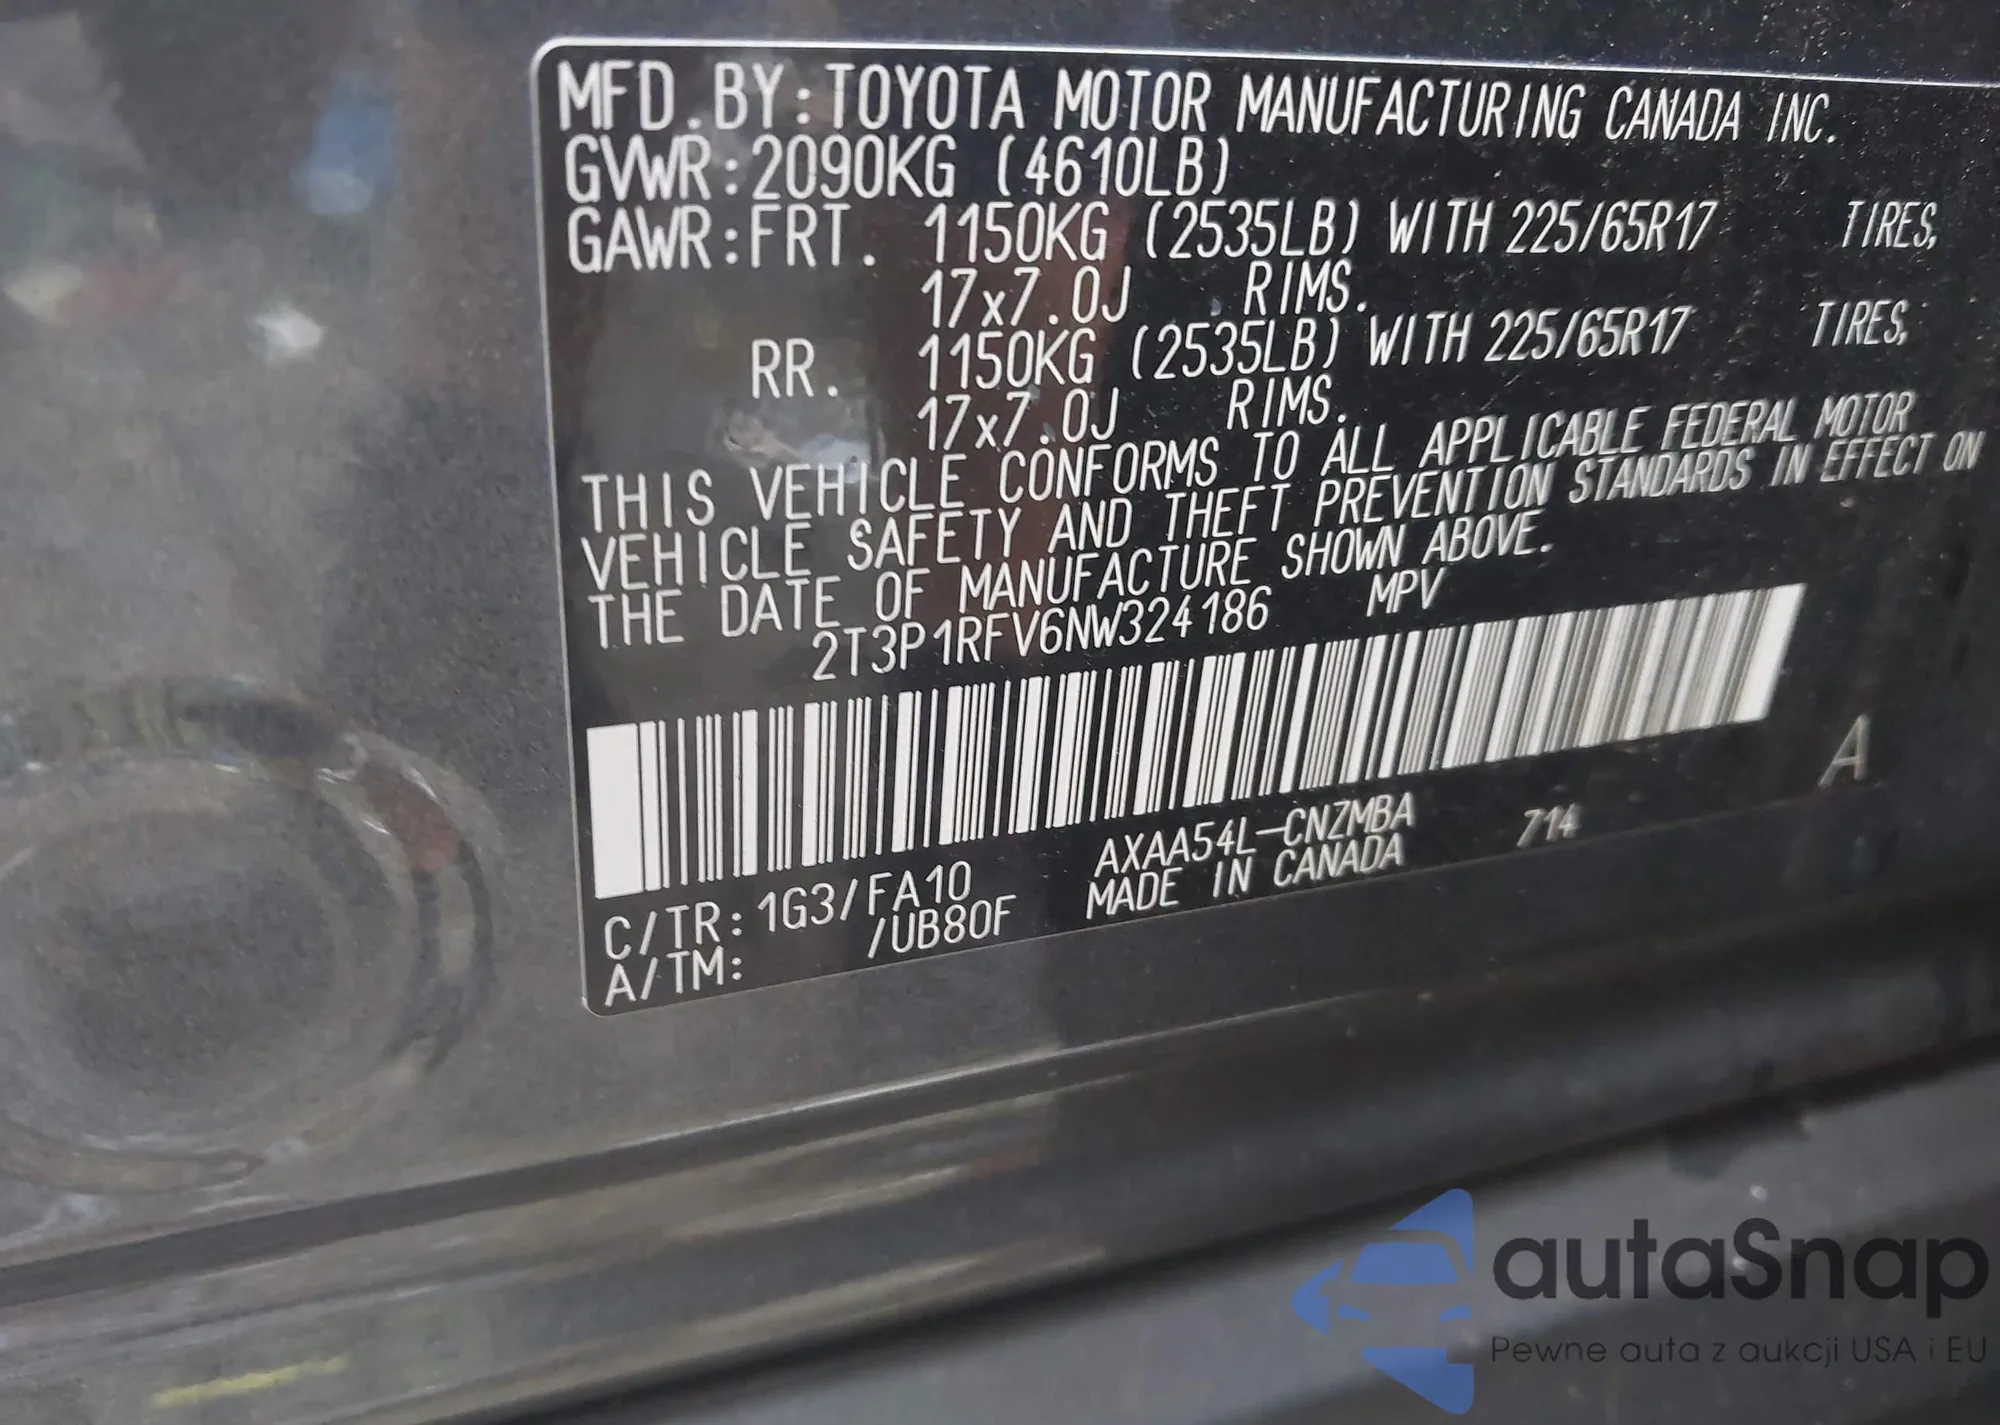 MFD.BY:TOYOTA MOTOR MANUFACTURING CANADA INC.
GVWR:2090KG (4610LB)
GAWR:FRT. 1150KG (2535LB) WITH 225/65R17 TIRES,
17x7.0J RIMS.
RR. 1150KG (2535LB) WITH 225/65R17 TIRES,
17x7.0J RIMS.
THIS VEHICLE CONFORMS TO ALL APPLICABLE FEDERAL MOTOR
VEHICLE SAFETY AND THEFT PREVENTION STANDARDS IN EFFECT ON
THE DATE OF MANUFACTURE SHOWN ABOVE.
2T3P1RFV6NW324186 MPV
A
C/TR:1G3/FA10 AXAA54L-CNZMBA 714
A/TM: /UB80F MADE IN CANADA
autaSnap
Pewne auta z aukcji USA i EU